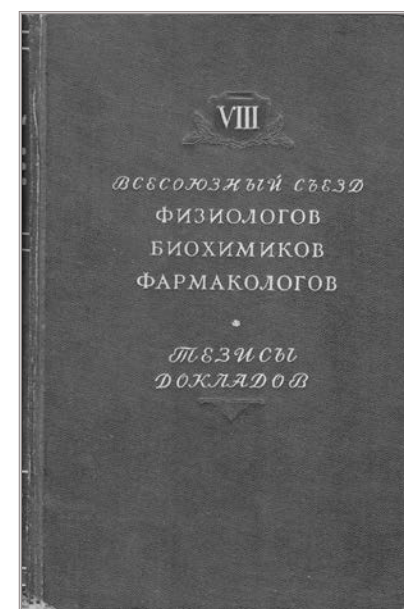 VIII
ВСЕСОЮЗНЫЙ СЪЕЗД
ФИЗИОЛОГОВ
БИОХИМИКОВ
ФАРМАКОЛОГОВ
*
ТЕЗИСЫ
ДОКЛАДОВ